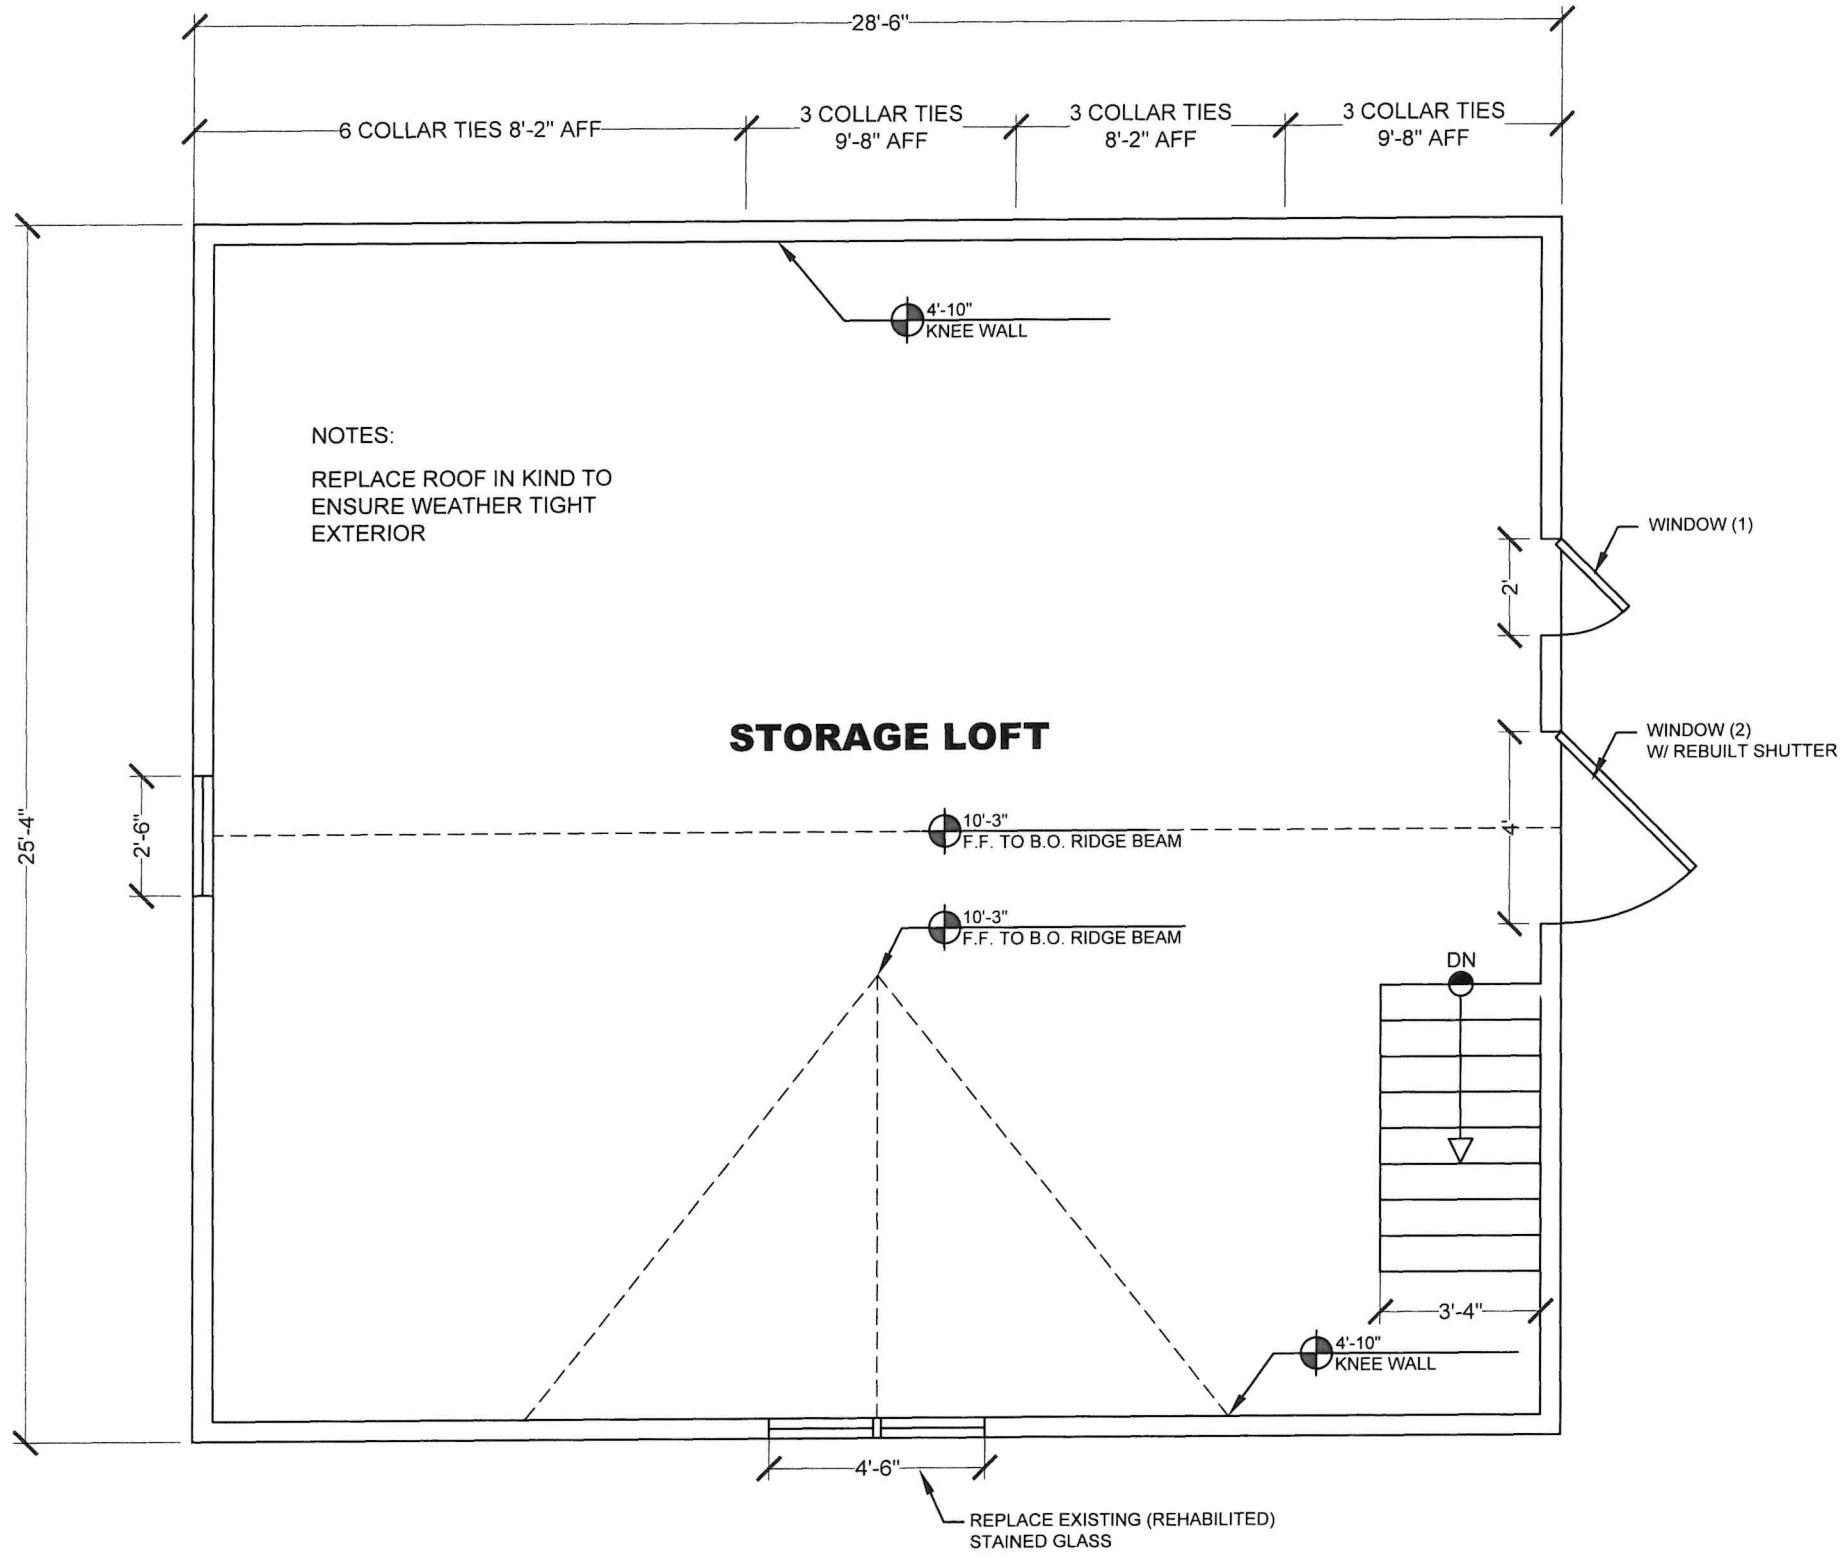 28'-6"
6 COLLAR TIES 8'-2" AFF
3 COLLAR TIES
9'-8" AFF
3 COLLAR TIES
8'-2" AFF
3 COLLAR TIES
9'-8" AFF
4'-10"
KNEE WALL
NOTES:
REPLACE ROOF IN KIND TO
ENSURE WEATHER TIGHT
EXTERIOR
WINDOW (1)
2'
STORAGE LOFT
WINDOW (2)
W/ REBUILT SHUTTER
25'-4"
2'-6"
10'-3"
F.F. TO B.O. RIDGE BEAM
4'
10'-3"
F.F. TO B.O. RIDGE BEAM
DN
3'-4"
4'-10"
KNEE WALL
4'-6"
REPLACE EXISTING (REHABILITED)
STAINED GLASS